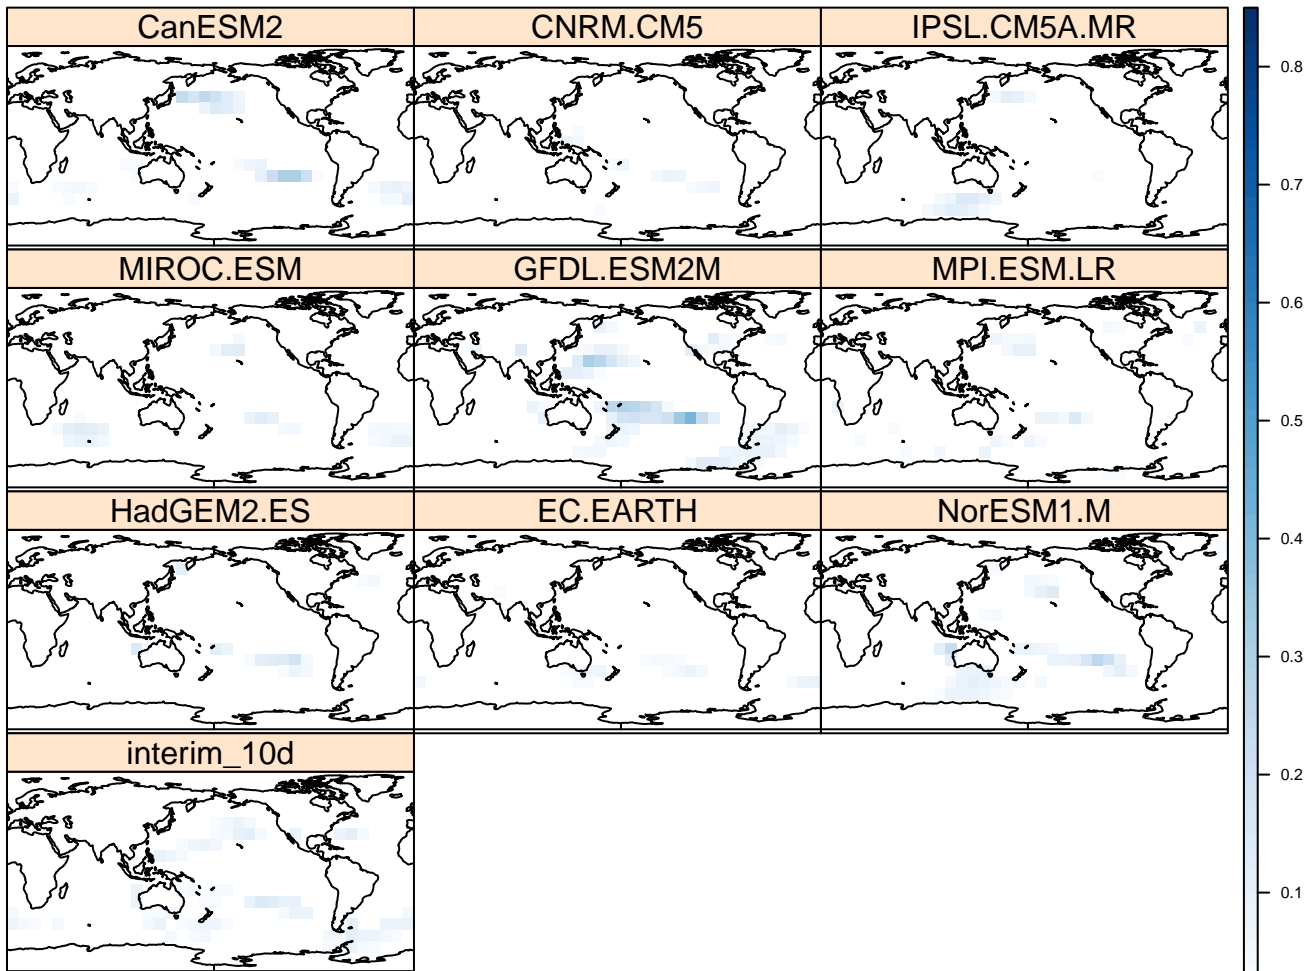 CanESM2 CNRM.CM5 IPSL.CM5A.MR
MIROC.ESM GFDL.ESM2M MPI.ESM.LR
HadGEM2.ES EC.EARTH NorESM1.M
interim_10d
0.8
0.7
0.6
0.5
0.4
0.3
0.2
0.1